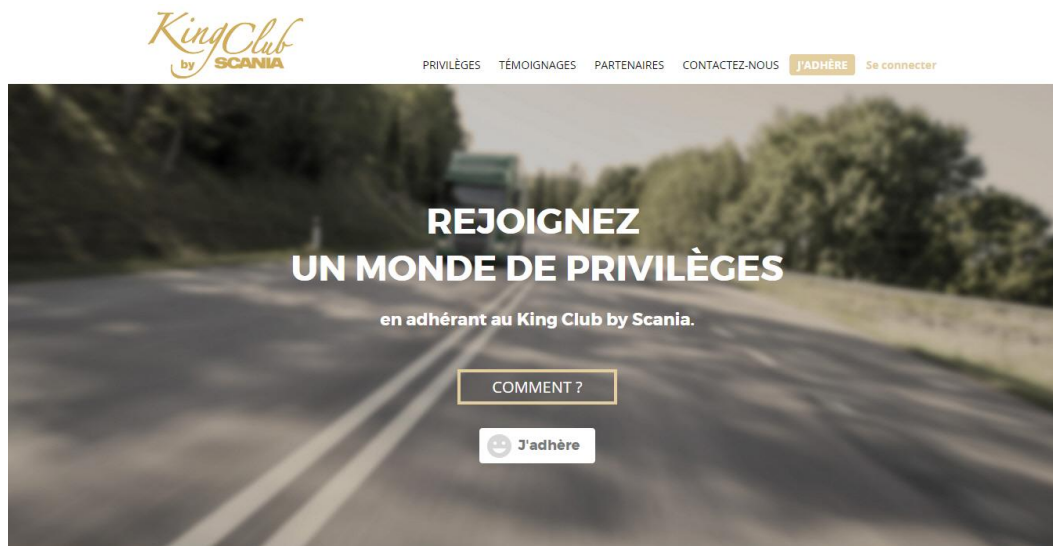 King Club
by SCANIA
PRIVILÈGES TÉMOIGNAGES PARTENAIRES CONTACTEZ-NOUS J'ADHÈRE Se connecter
REJOIGNEZ
UN MONDE DE PRIVILÈGES
en adhérant au King Club by Scania.
COMMENT ?
J'adhère